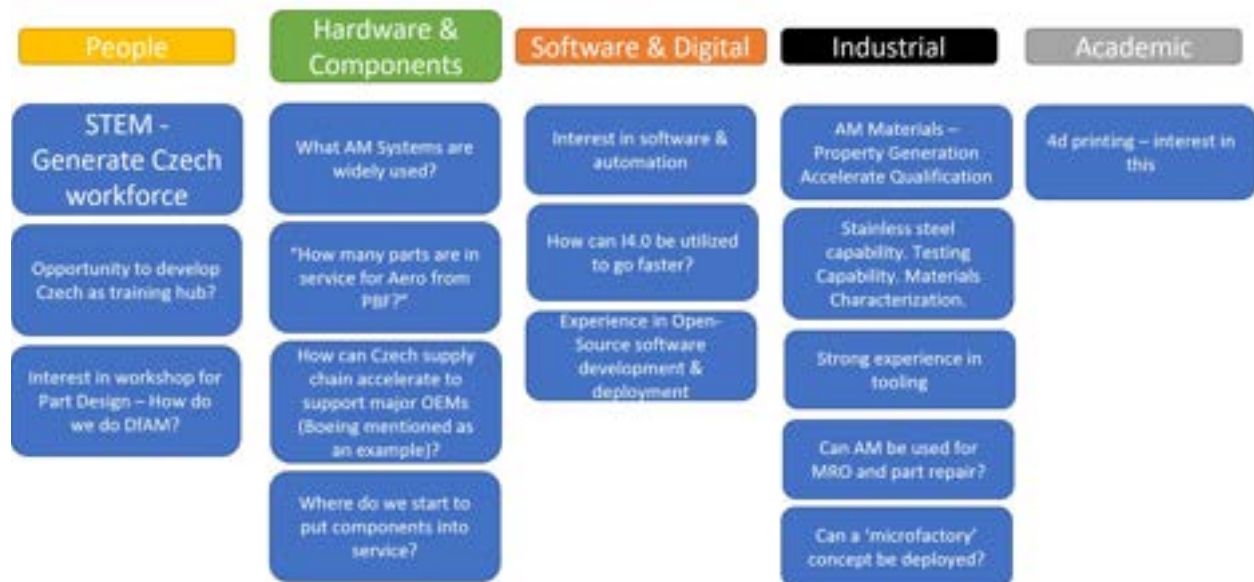 People
Hardware &
Components
Software & Digital
Industrial
Academic
STEM -
Generate Czech
workforce
Opportunity to develop
Czech as training hub?
Interest in workshop for
Part Design – How do
we do DfAM?
What AM Systems are
widely used?
"How many parts are in
service for Aero from
PBF?"
How can Czech supply
chain accelerate to
support major OEMs
(Boeing mentioned as
an example)?
Where do we start to
put components into
service?
Interest in software &
automation
How can I4.0 be utilized
to go faster?
Experience in Open-
Source software
development &
deployment
AM Materials –
Property Generation
Accelerate Qualification
Stainless steel
capability. Testing
Capability. Materials
Characterization.
Strong experience in
tooling
Can AM be used for
MRO and part repair?
Can a 'microfactory'
concept be deployed?
4d printing – interest in
this